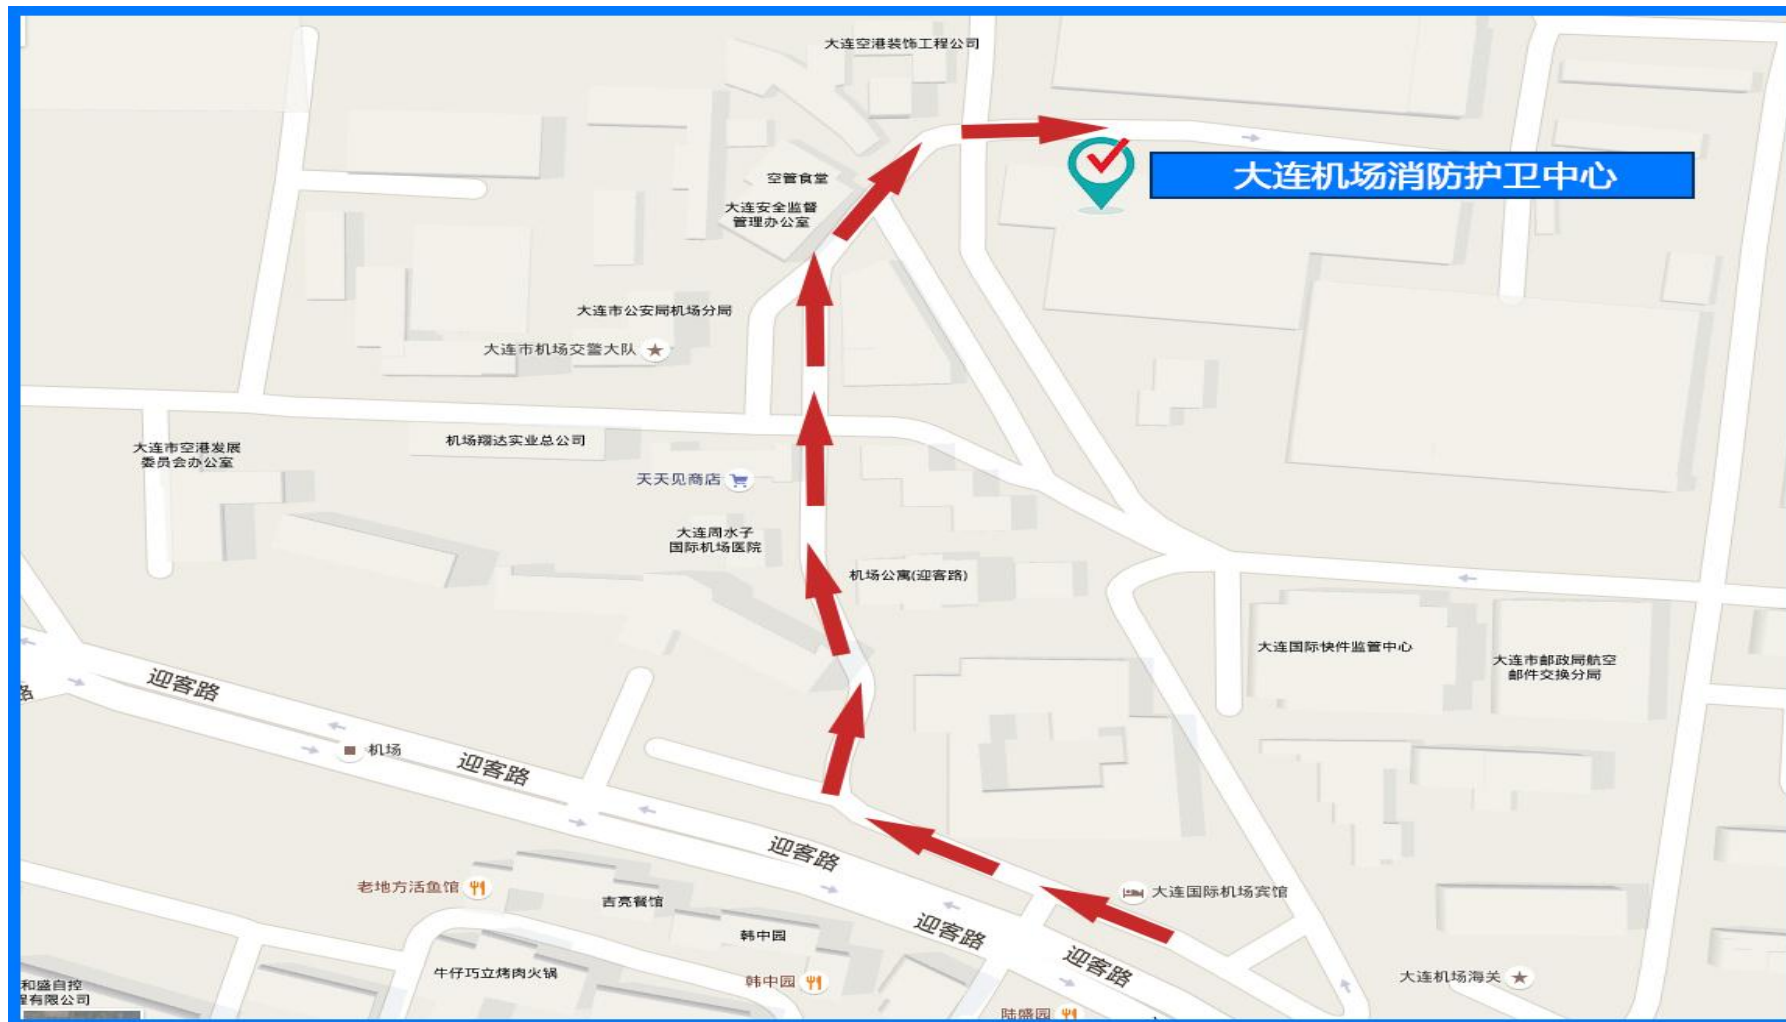 大连空港装饰工程公司
大连机场消防护卫中心
空管食堂
大连安全监督
管理办公室
大连市公安局机场分局
大连市机场交警大队
大连市空港发展
委员会办公室
机场翔达实业总公司
天天见商店
大连周水子
国际机场医院
机场公寓(迎客路)
大连国际快件监管中心
大连市邮政局航空
邮件交换分局
迎客路
路
机场
迎客路
迎客路
老地方活鱼馆
吉亮餐馆
大连国际机场宾馆
迎客路
韩中园
迎客路
牛仔巧立烤肉火锅
韩中园
大连机场海关
和盛自控
程有限公司
陆盛园